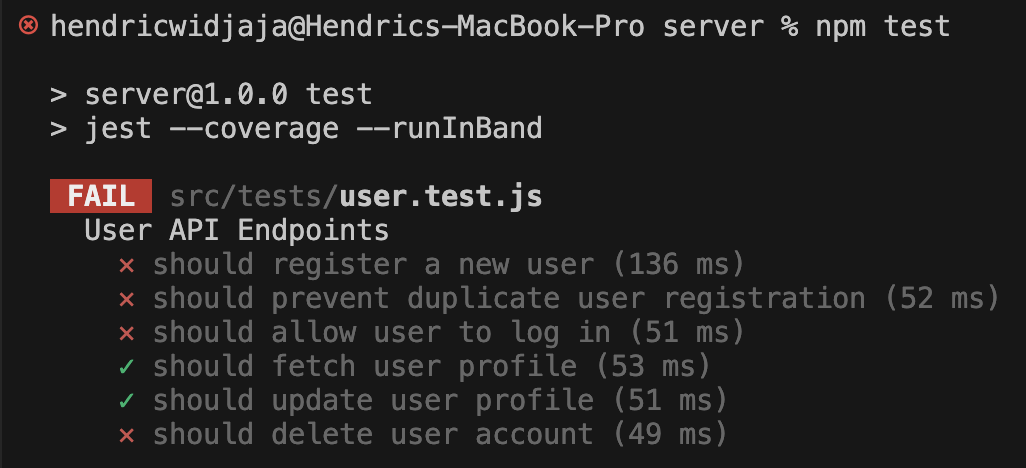 hendricwidjaja@Hendrics-MacBook-Pro server % npm test
> server@1.0.0 test
> jest --coverage --runInBand
FAIL src/tests/user.test.js
User API Endpoints
✕ should register a new user (136 ms)
✕ should prevent duplicate user registration (52 ms)
✕ should allow user to log in (51 ms)
✓ should fetch user profile (53 ms)
✓ should update user profile (51 ms)
✕ should delete user account (49 ms)